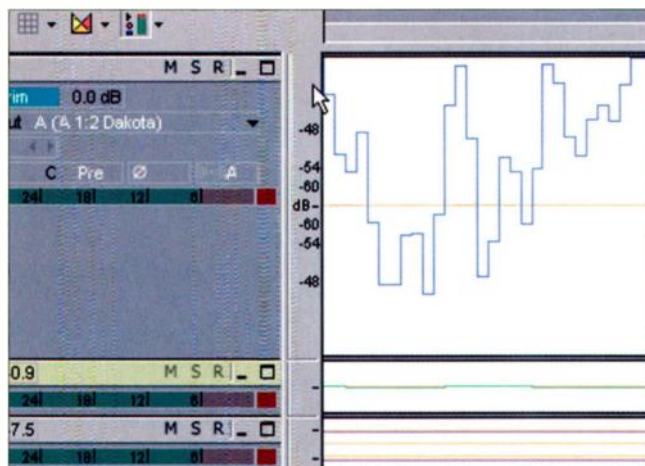 M S R
rim 0.0 dB
ut A (A 1:2 Dakota)
C Pre Ø A
24 18 12 6
-48
-54
-60
dB-
-60
-54
-48
0.9 M S R
24 18 12 6
7.5 M S R
24 18 12 6